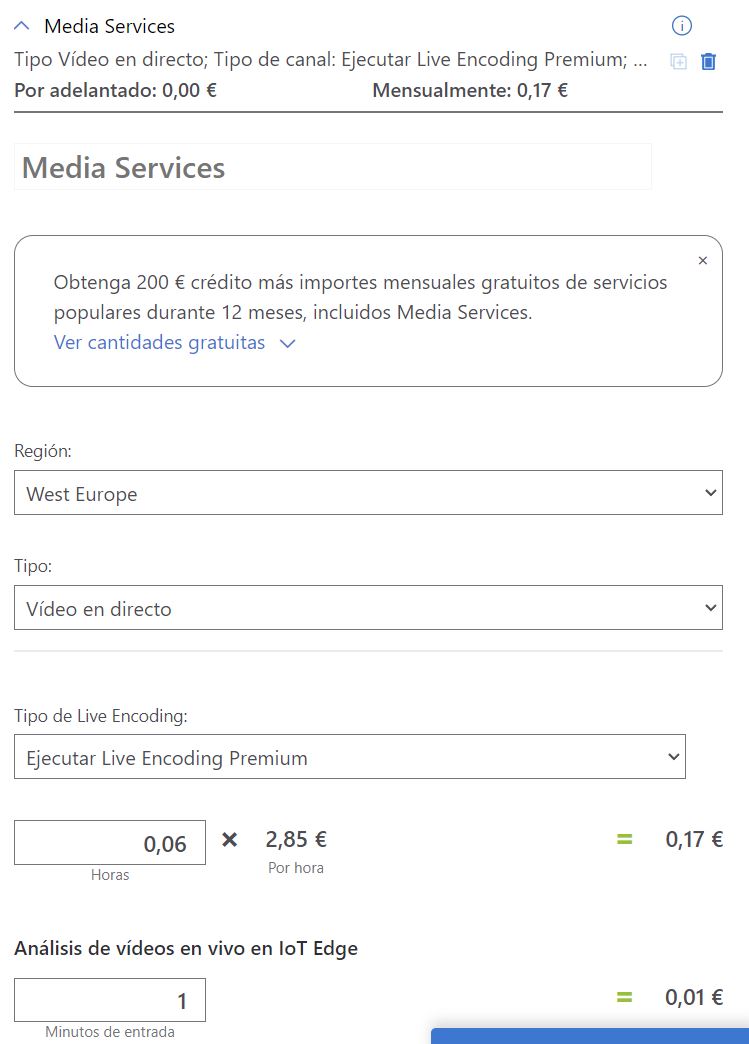 Media Services
Tipo Vídeo en directo; Tipo de canal: Ejecutar Live Encoding Premium; ...
Por adelantado: 0,00 € Mensualmente: 0,17 €
Media Services
Obtenga 200 € crédito más importes mensuales gratuitos de servicios
populares durante 12 meses, incluidos Media Services.
Ver cantidades gratuitas
Región:
West Europe
Tipo:
Vídeo en directo
Tipo de Live Encoding:
Ejecutar Live Encoding Premium
0,06 × 2,85 € = 0,17 €
Horas Por hora
Análisis de vídeos en vivo en IoT Edge
1 = 0,01 €
Minutos de entrada